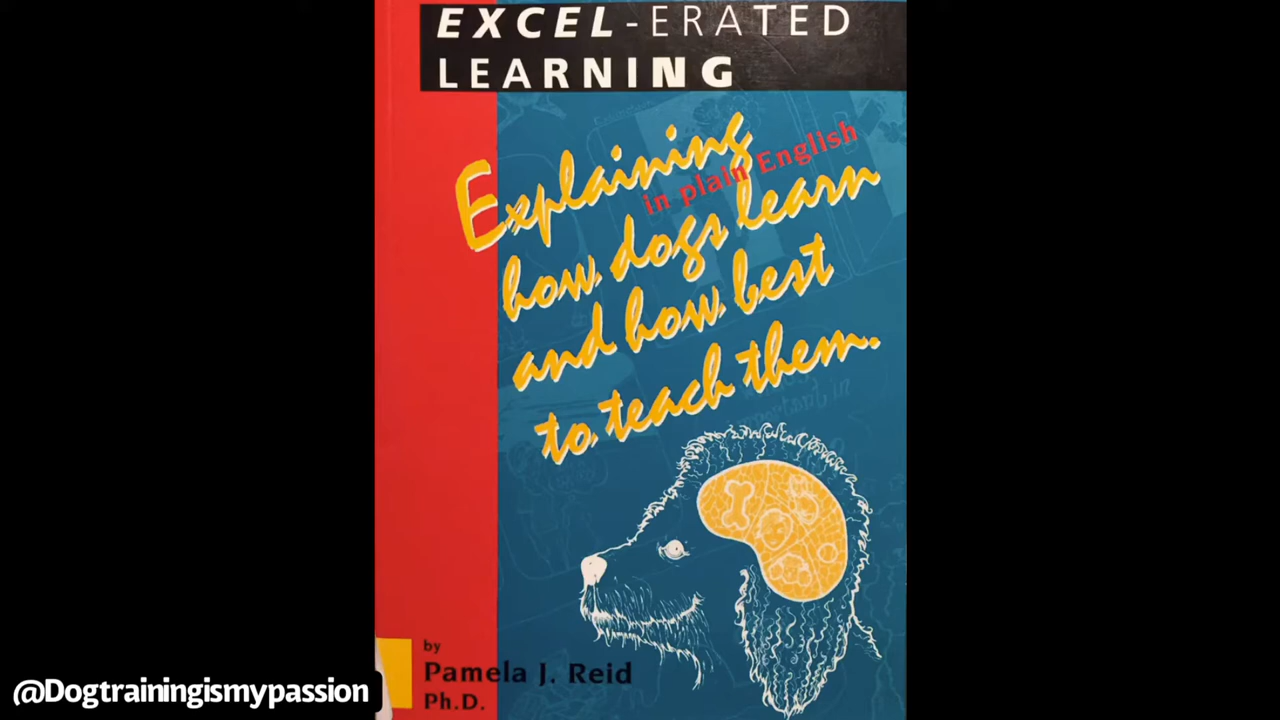 EXCEL-ERATED
LEARNING
Explaining
in plain English
how dogs learn
and how best
to teach them.
by
Pamela J. Reid
Ph.D.
@Dogtrainingismypassion